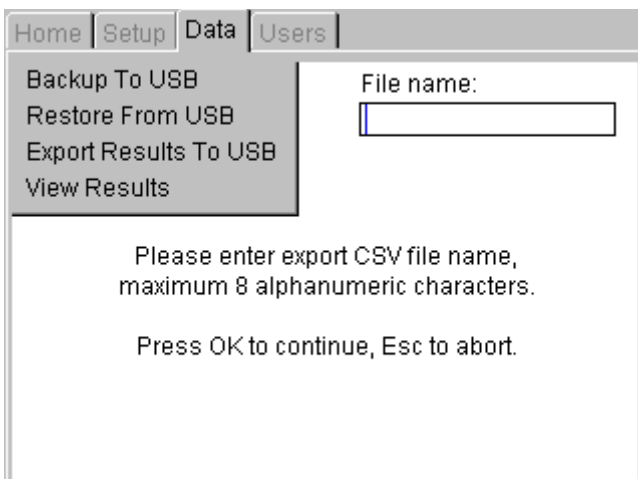 Home Setup Data Users
Backup To USB
Restore From USB
Export Results To USB
View Results
File name:
Please enter export CSV file name,
maximum 8 alphanumeric characters.
Press OK to continue, Esc to abort.